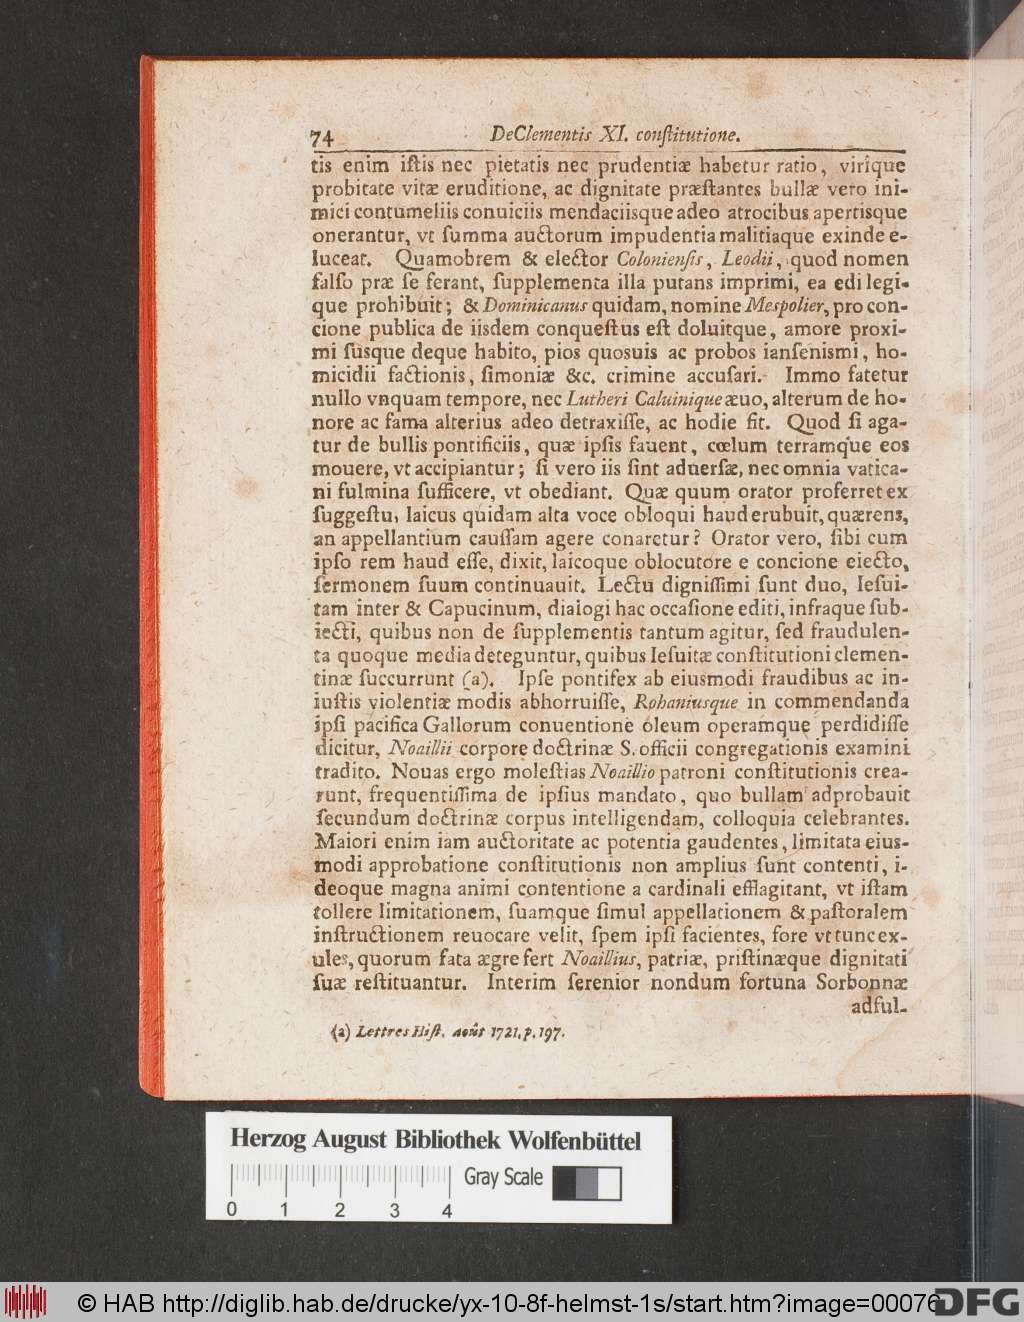 74 DeClementis XI. conſtitutione.
tis enim iſtis nec pietatis nec prudentiæ habetur ratio, virîque
probitate vitæ eruditione, ac dignitate præſtantes bullæ vero ini-
mici contumeliis conuiciis mendaciisque adeo atrocibus apertisque
onerantur, vt ſumma auctorum impudentia malitiaque exinde e-
luceat. Quamobrem & elector Colonienſis, Leodii, quod nomen
falſo præ ſe ferant, ſupplementa illa putans imprimi, ea edi legi-
que prohibuit; & Dominicanus quidam, nomine Mespolier, pro con-
cione publica de iisdem conqueſtus eſt doluitque, amore proxi-
mi ſusque deque habito, pios quosuis ac probos ianſenismi, ho-
micidii factionis, ſimoniæ &c. crimine accuſari. Immo fatetur
nullo vnquam tempore, nec Lutheri Caluinique æuo, alterum de ho-
nore ac fama alterius adeo detraxiſſe, ac hodie fit. Quod ſi aga-
tur de bullis pontificiis, quæ ipſis fauent, cœlum terramque eos
mouere, vt accipiantur; ſi vero iis ſint aduerſæ, nec omnia vatica-
ni fulmina ſufficere, vt obediant. Quæ quum orator proferret ex
ſuggeſtu, laicus quidam alta voce obloqui haud erubuit, quærens,
an appellantium cauſſam agere conaretur? Orator vero, ſibi cum
ipſo rem haud eſſe, dixit, laicoque oblocutore e concione eiecto,
ſermonem ſuum continuauit. Lectu digniſſimi ſunt duo, Ieſui-
tam inter & Capucinum, dialogi hac occaſione editi, infraque ſub-
iecti, quibus non de ſupplementis tantum agitur, ſed fraudulen-
ta quoque media deteguntur, quibus Ieſuitæ conſtitutioni clemen-
tinæ ſuccurrunt (a). Ipſe pontifex ab eiusmodi fraudibus ac in-
iuſtis violentiæ modis abhorruiſſe, Rohaniusque in commendanda
ipſi pacifica Gallorum conuentione oleum operamque perdidiſſe
dicitur, Noaillii corpore doctrinæ S. officii congregationis examini
tradito. Nouas ergo moleſtias Noaillio patroni conſtitutionis crea-
runt, frequentiſſima de ipſius mandato, quo bullam adprobauit
ſecundum doctrinæ corpus intelligendam, colloquia celebrantes.
Maiori enim iam auctoritate ac potentia gaudentes, limitata eius-
modi approbatione conſtitutionis non amplius ſunt contenti, i-
deoque magna animi contentione a cardinali efflagitant, vt iſtam
tollere limitationem, ſuamque ſimul appellationem & paſtoralem
inſtructionem reuocare velit, ſpem ipſi facientes, fore vt tunc ex-
ules, quorum fata ægre fert Noaillius, patriæ, priſtinæque dignitati
ſuæ reſtituantur. Interim ſerenior nondum fortuna Sorbonnæ
adful-
(a) Lettres Hiſt. août 1721. p. 197.
Herzog August Bibliothek Wolfenbüttel
Gray Scale
0 1 2 3 4
© HAB http://diglib.hab.de/drucke/yx-10-8f-helmst-1s/start.htm?image=00076
DFG